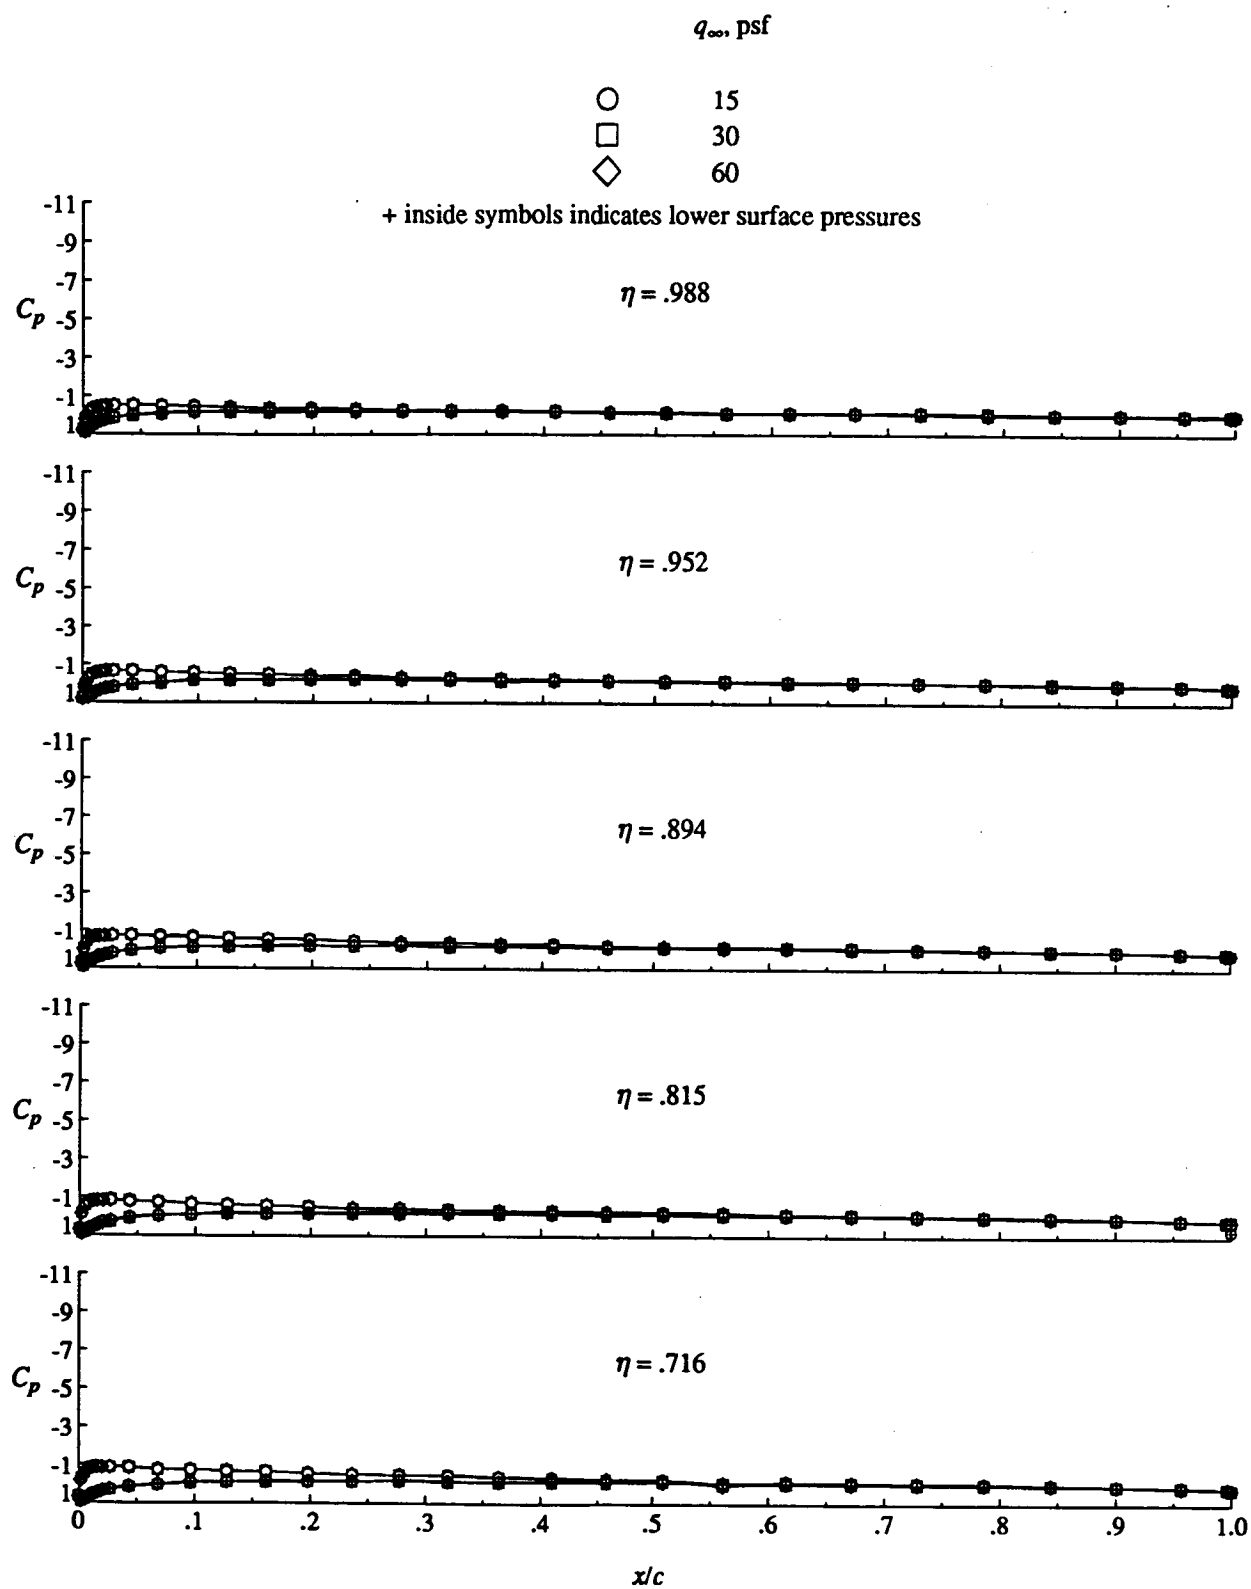 q∞, psf
○ 15
□ 30
◇ 60
+ inside symbols indicates lower surface pressures
-11
-9
-7
η = .988
Cp -5
-3
-1
1
-11
-9
-7
η = .952
Cp -5
-3
-1
1
-11
-9
-7
η = .894
Cp -5
-3
-1
1
-11
-9
-7
η = .815
Cp -5
-3
-1
1
-11
-9
-7
η = .716
Cp -5
-3
-1
1
0 .1 .2 .3 .4 .5 .6 .7 .8 .9 1.0
x/c